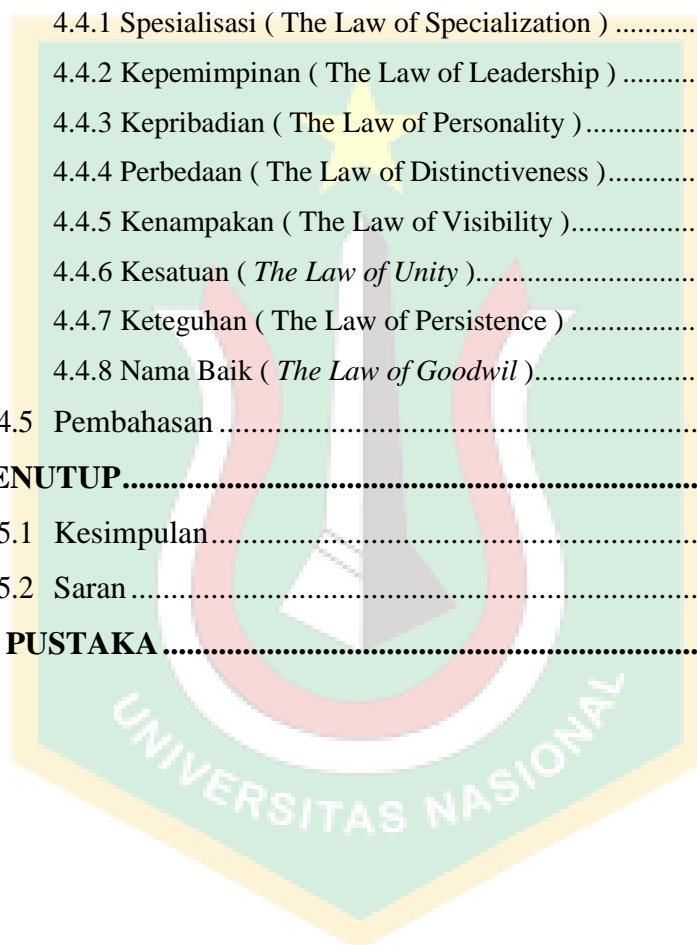 4.4.1 Spesialisasi ( The Law of Specialization ) ...........
4.4.2 Kepemimpinan ( The Law of Leadership ) ..........
4.4.3 Kepribadian ( The Law of Personality )...............
4.4.4 Perbedaan ( The Law of Distinctiveness )............
4.4.5 Kenampakan ( The Law of Visibility ).................
4.4.6 Kesatuan ( The Law of Unity )..............................
4.4.7 Keteguhan ( The Law of Persistence ) .................
4.4.8 Nama Baik ( The Law of Goodwil )......................
4.5 Pembahasan ................................................................
ENUTUP............................................................................
5.1 Kesimpulan.................................................................
5.2 Saran ...........................................................................
PUSTAKA.......................................................................
UNIVERSITAS NASIONAL